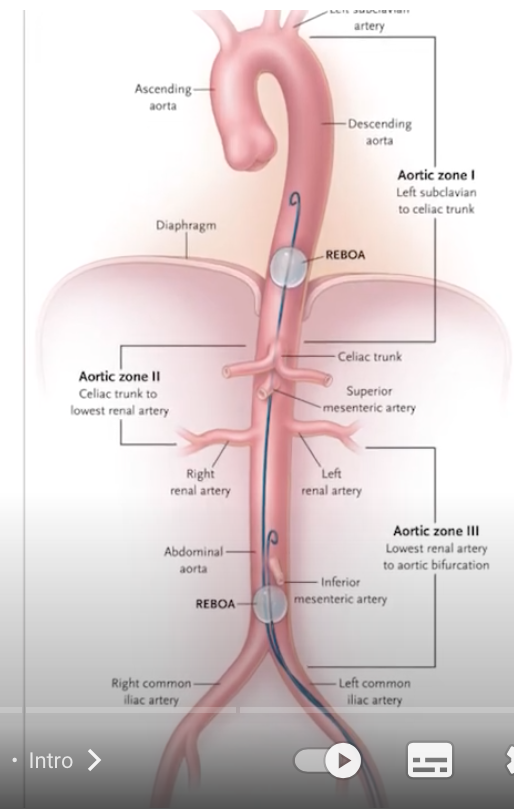 Left subclavian
artery
Ascending
aorta
Descending
aorta
Aortic zone I
Left subclavian
to celiac trunk
Diaphragm
REBOA
Celiac trunk
Aortic zone II
Celiac trunk to
lowest renal artery
Superior
mesenteric artery
Right
renal artery
Left
renal artery
Aortic zone III
Lowest renal artery
to aortic bifurcation
Abdominal
aorta
Inferior
mesenteric artery
REBOA
Right common
iliac artery
Left common
iliac artery
• Intro